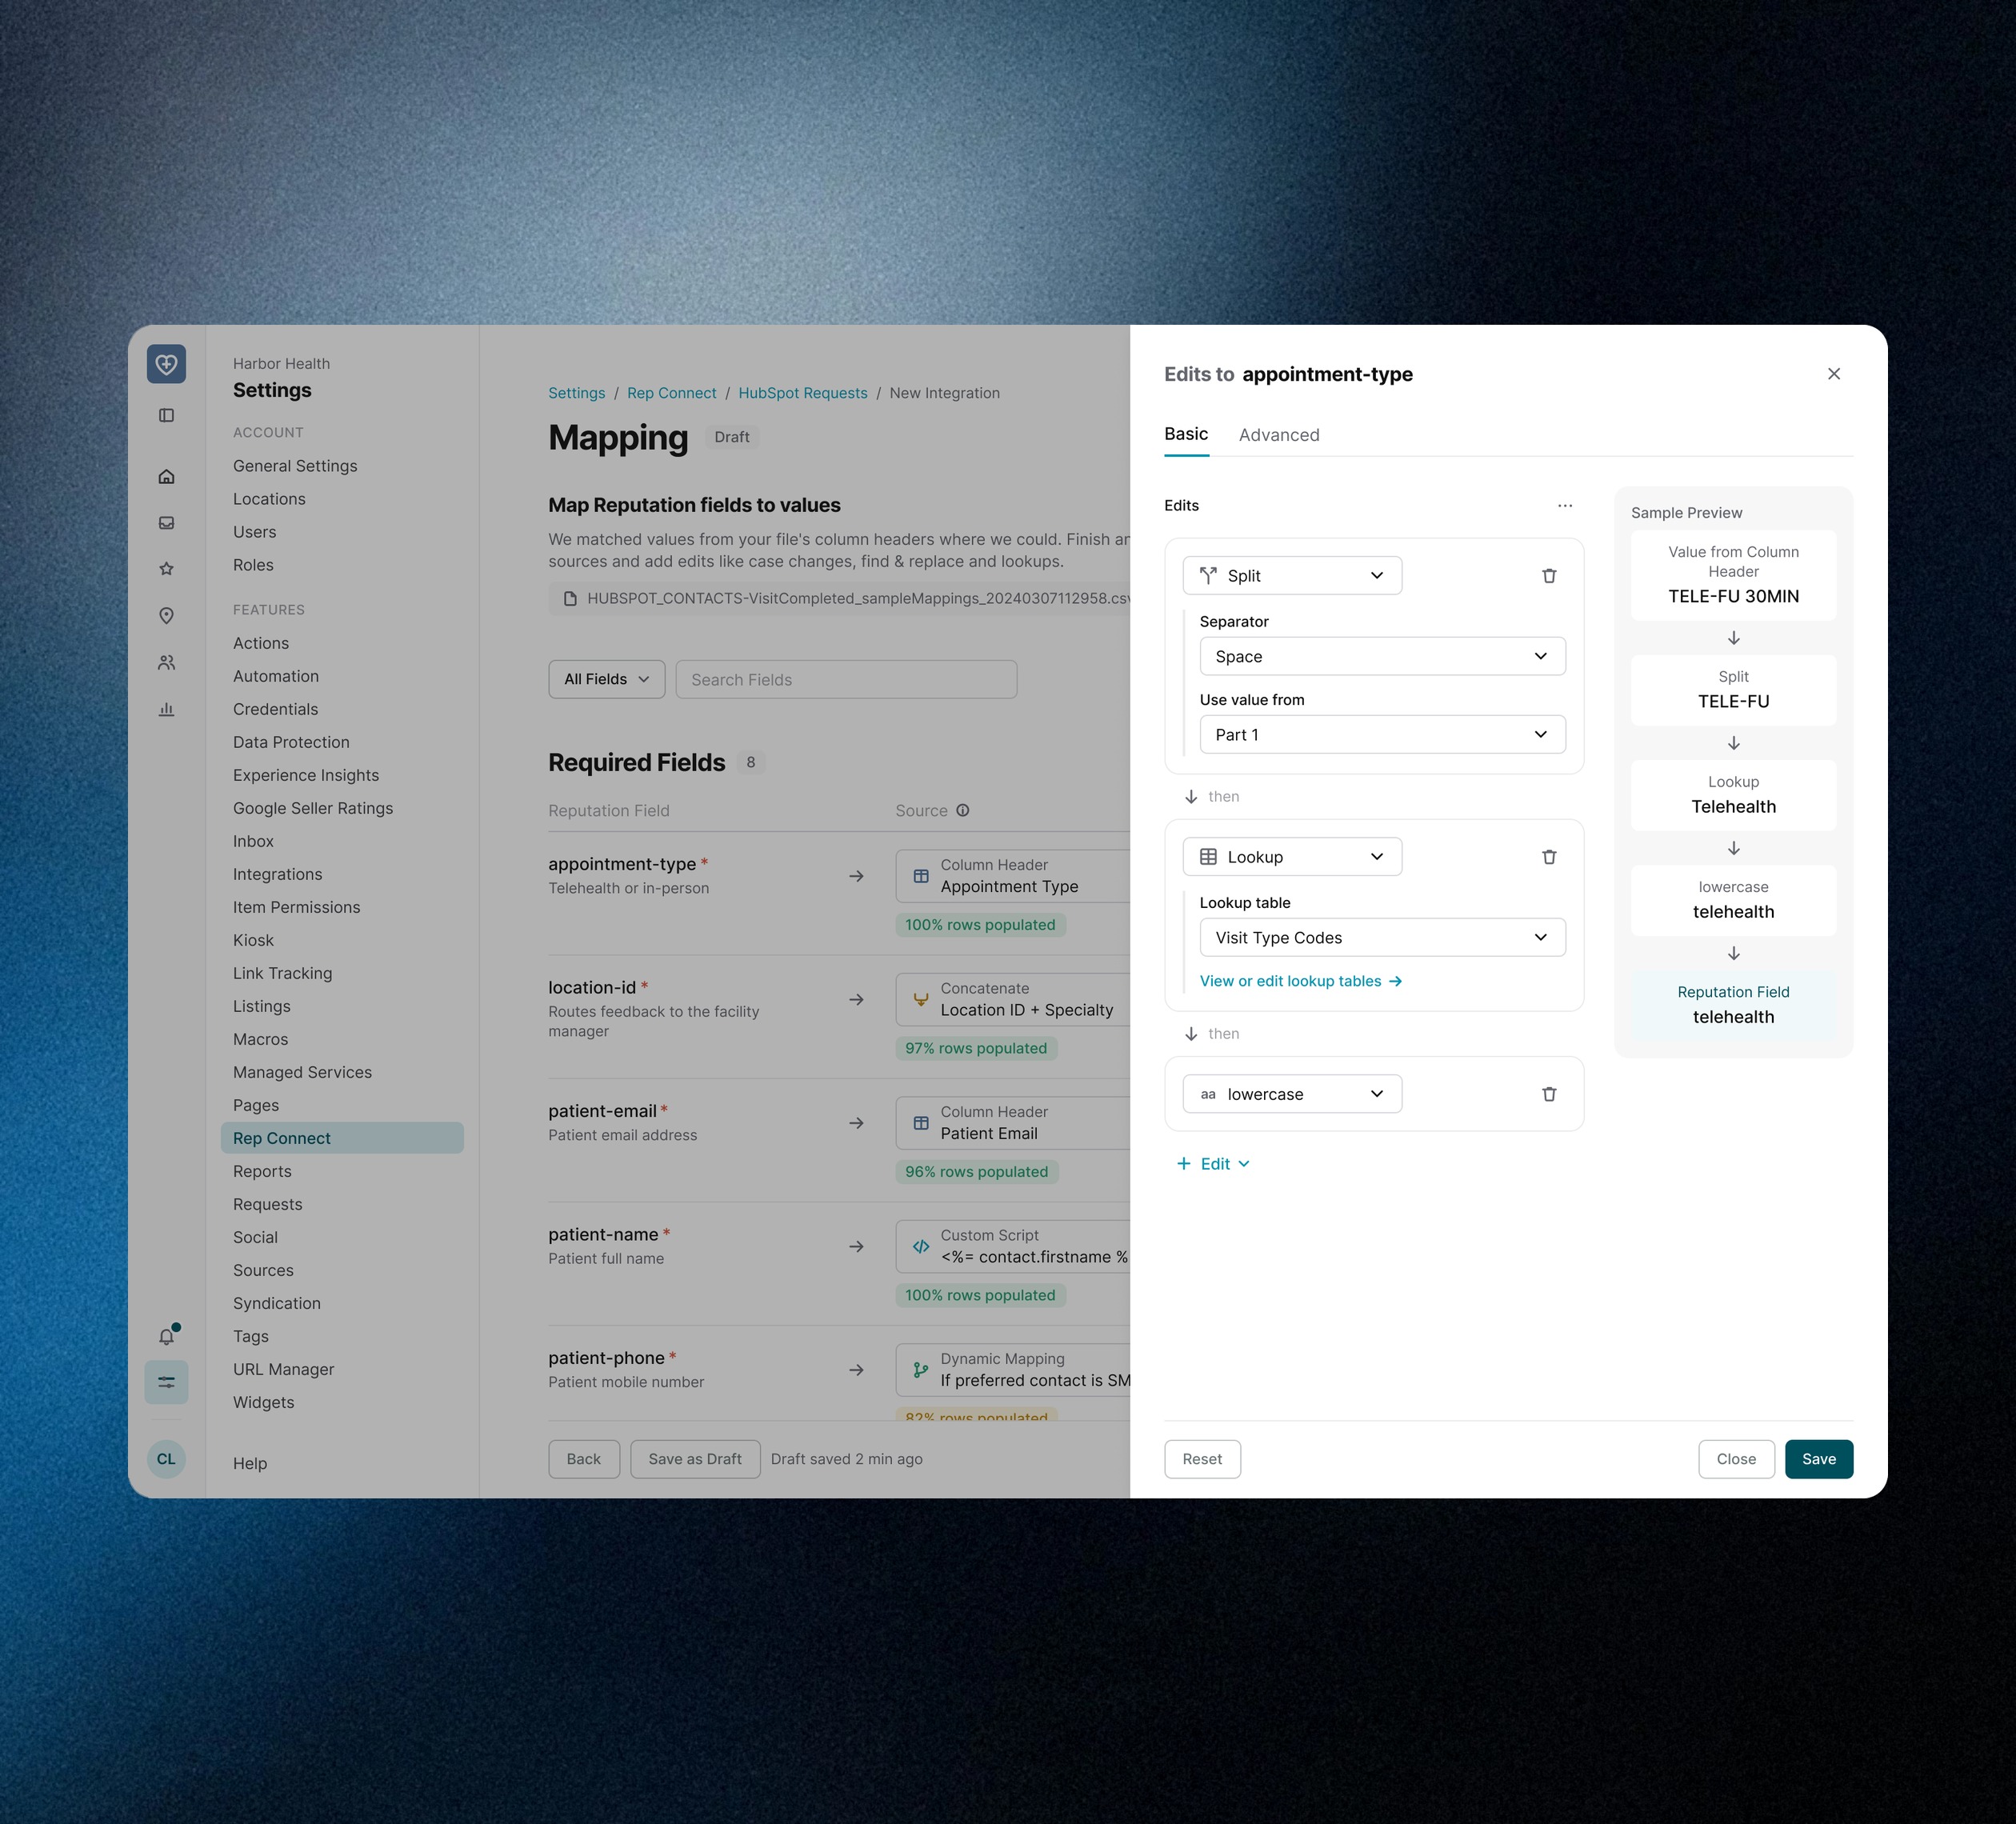 Harbor Health
Settings
ACCOUNT
General Settings
Locations
Users
Roles
FEATURES
Actions
Automation
Credentials
Data Protection
Experience Insights
Google Seller Ratings
Inbox
Integrations
Item Permissions
Kiosk
Link Tracking
Listings
Macros
Managed Services
Pages
Rep Connect
Reports
Requests
Social
Sources
Syndication
Tags
URL Manager
Widgets
Help
CL
Settings / Rep Connect / HubSpot Requests / New Integration
Mapping Draft
Map Reputation fields to values
We matched values from your file's column headers where we could. Finish an
sources and add edits like case changes, find & replace and lookups.
HUBSPOT_CONTACTS-VisitCompleted_sampleMappings_20240307112958.csv
All Fields Search Fields
Required Fields 8
Reputation Field Source
appointment-type *
Telehealth or in-person
Column Header
Appointment Type
100% rows populated
location-id *
Routes feedback to the facility
manager
Concatenate
Location ID + Specialty
97% rows populated
patient-email *
Patient email address
Column Header
Patient Email
96% rows populated
patient-name *
Patient full name
Custom Script
<%= contact.firstname %
100% rows populated
patient-phone *
Patient mobile number
Dynamic Mapping
If preferred contact is SM
82% rows populated
Back Save as Draft Draft saved 2 min ago
Edits to appointment-type
Basic Advanced
Edits
Split
Separator
Space
Use value from
Part 1
then
Lookup
Lookup table
Visit Type Codes
View or edit lookup tables
then
aa lowercase
+ Edit
Sample Preview
Value from Column
Header
TELE-FU 30MIN
Split
TELE-FU
Lookup
Telehealth
lowercase
telehealth
Reputation Field
telehealth
Reset Close Save